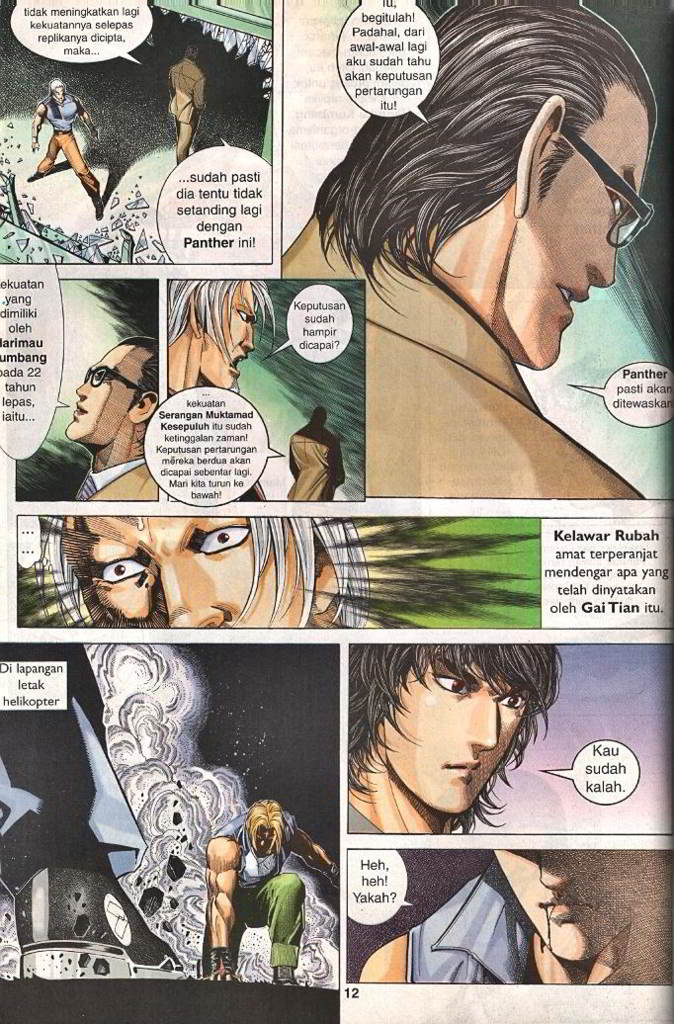 tidak meningkatkan lagi
kekuatannya selepas
replikanya dicipta,
maka...
...sudah pasti
dia tentu tidak
setanding lagi
dengan
Panther ini!
itu,
begitulah!
Padahal, dari
awal-awal lagi
aku sudah tahu
akan keputusan
pertarungan
itu!
Panther
pasti akan
ditewaskan
kekuatan
yang
dimiliki
oleh
Harimau
Kumbang
pada 22
tahun
lepas,
iaitu...
Keputusan
sudah
hampir
dicapai?
...
kekuatan
Serangan Muktamad
Kesepuluh itu sudah
ketinggalan zaman!
Keputusan pertarungan
mereka berdua akan
dicapai sebentar lagi.
Mari kita turun ke
bawah!
...
...
Kelawar Rubah
amat terperanjat
mendengar apa yang
telah dinyatakan
oleh Gai Tian itu.
Di lapangan
letak
helikopter
Kau
sudah
kalah.
Heh,
heh!
Yakah?
12